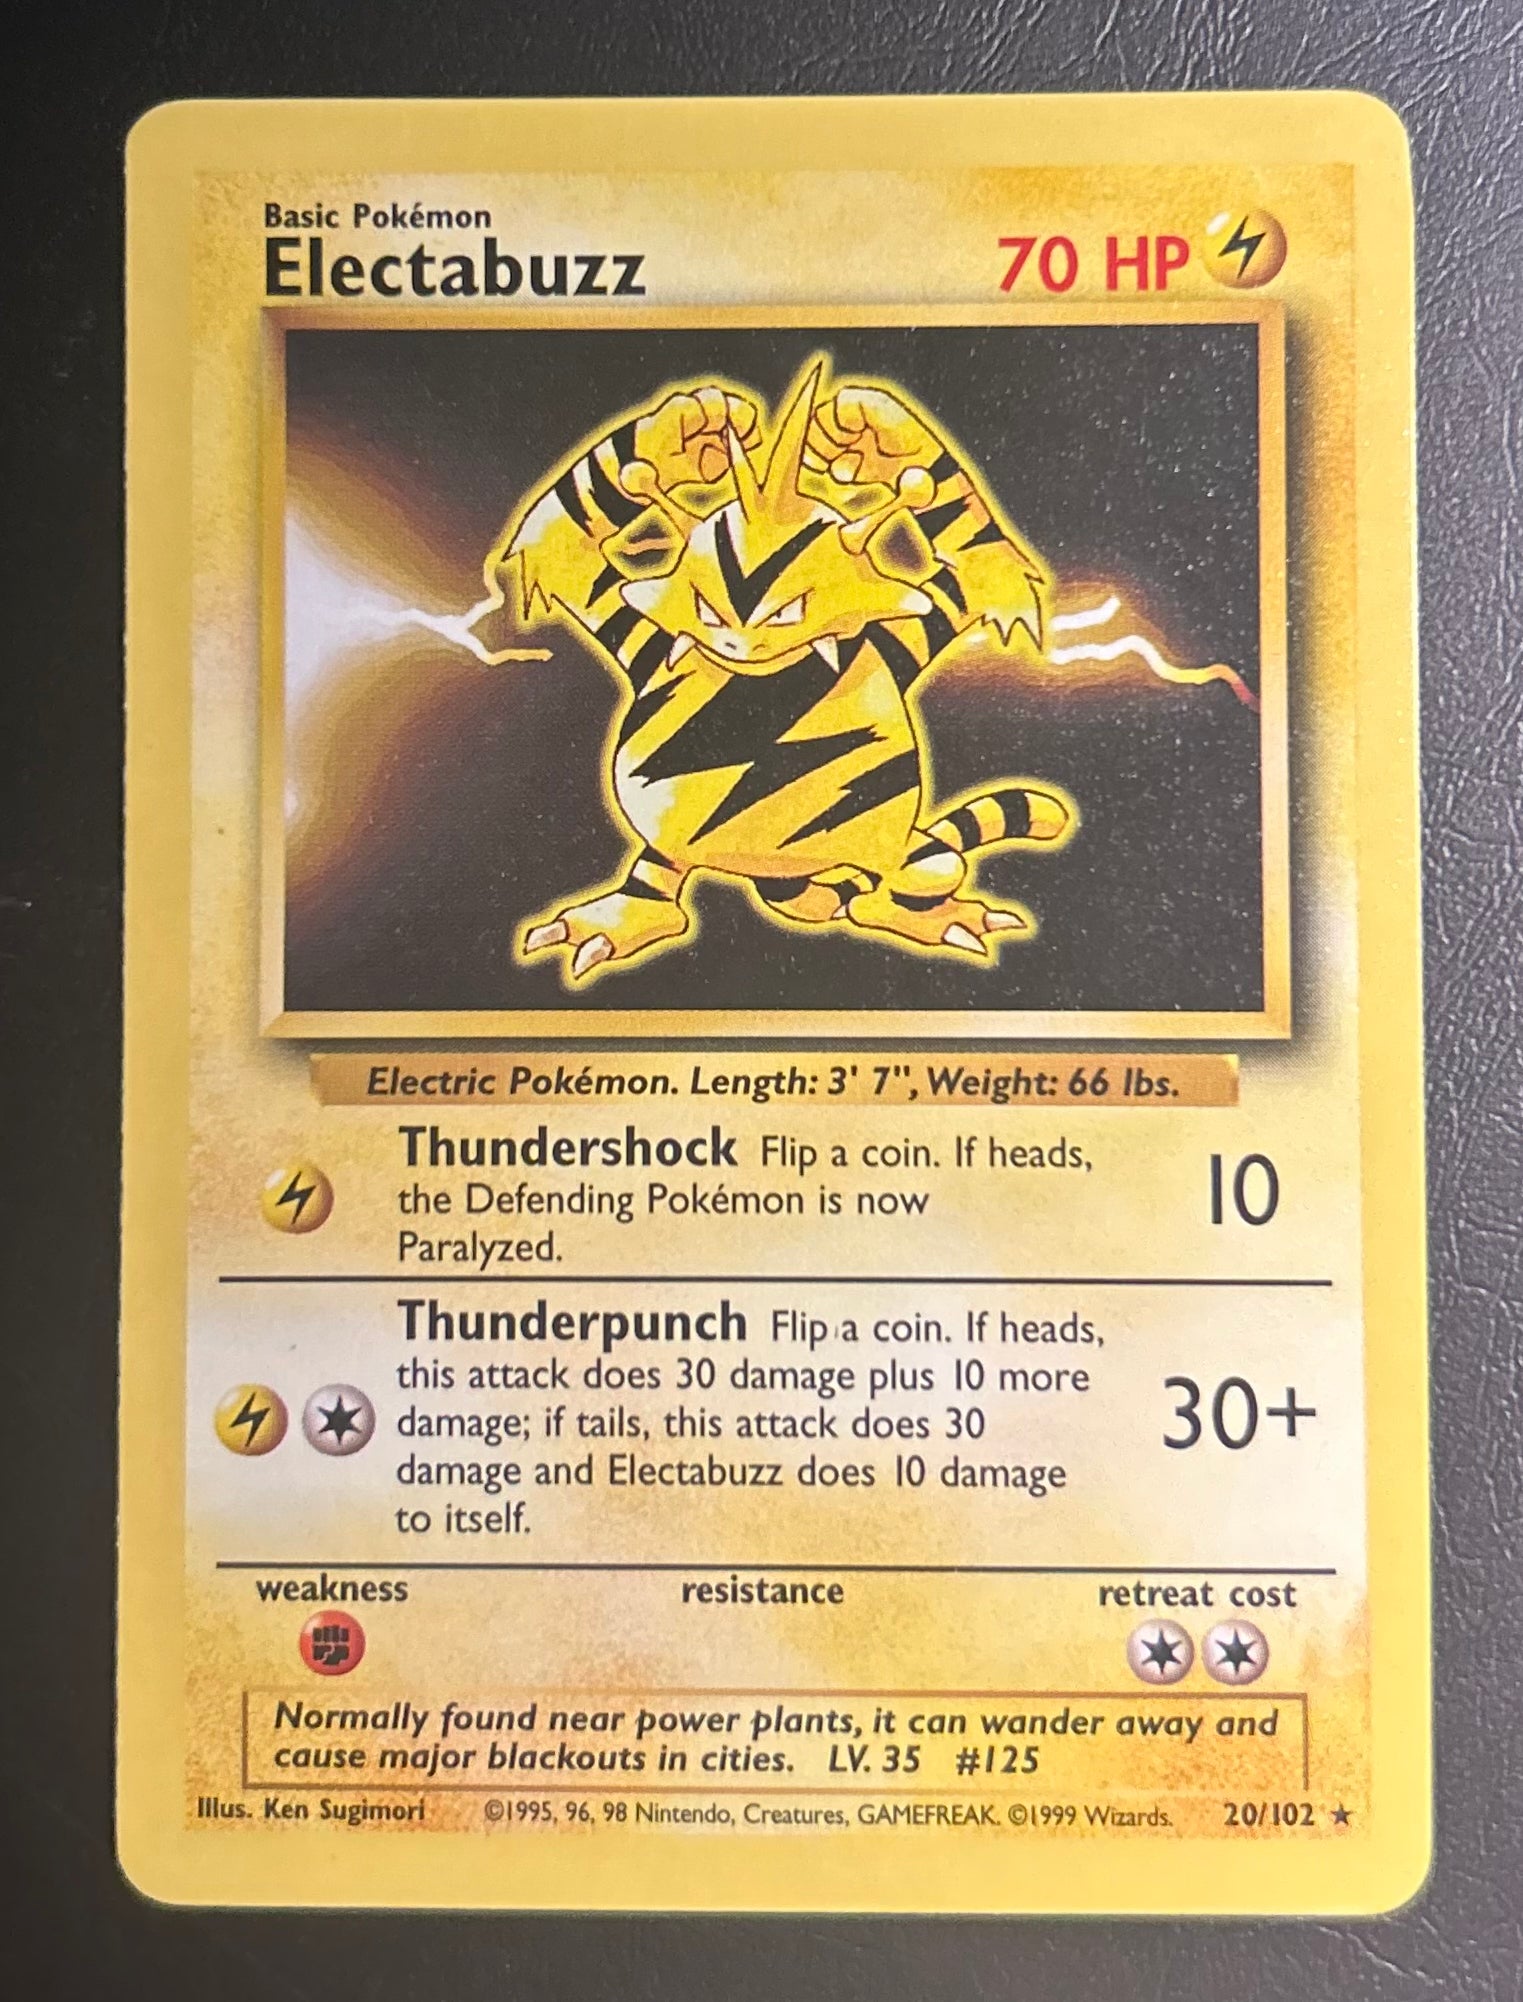 Basic Pokémon
Electabuzz
70 HP
Electric Pokémon. Length: 3' 7", Weight: 66 lbs.
Thundershock Flip a coin. If heads,
the Defending Pokémon is now
Paralyzed.
10
Thunderpunch Flip a coin. If heads,
this attack does 30 damage plus 10 more
damage; if tails, this attack does 30
damage and Electabuzz does 10 damage
to itself.
30+
weakness resistance retreat cost
Normally found near power plants, it can wander away and
cause major blackouts in cities. LV. 35 #125
Illus. Ken Sugimori ©1995, 96, 98 Nintendo, Creatures, GAMEFREAK. ©1999 Wizards. 20/102 ★